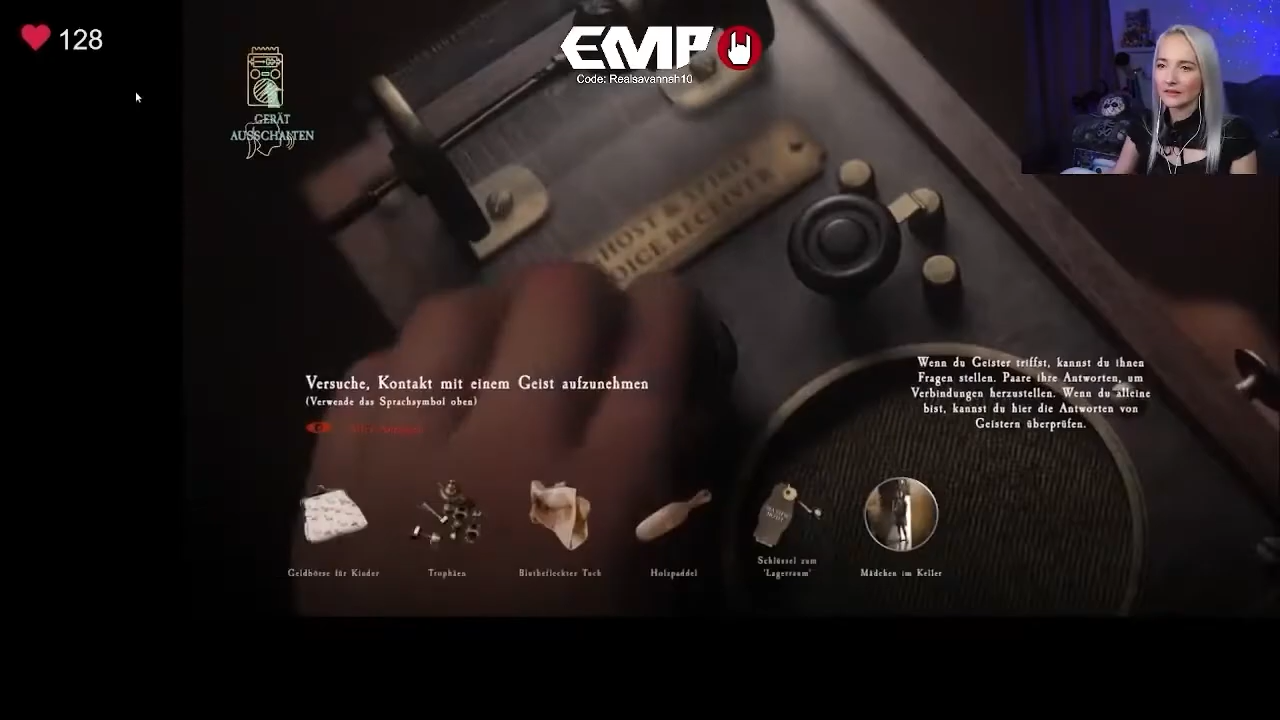 128
EMP
Code: Realsavannah10
GERÄT
AUSSCHALTEN
HOST & SPIRIT
OICE RECEIVER
Versuche, Kontakt mit einem Geist aufzunehmen
(Verwende das Sprachsymbol oben)
Wenn du Geister triffst, kannst du ihnen
Fragen stellen. Paare ihre Antworten, um
Verbindungen herzustellen. Wenn du alleine
bist, kannst du hier die Antworten von
Geistern überprüfen.
Geldbörse für Kinder
Trophäen
Blutbefleckter Tuch
Holzpaddel
Schlüssel zum
'Lagerraum'
Mädchen im Keller